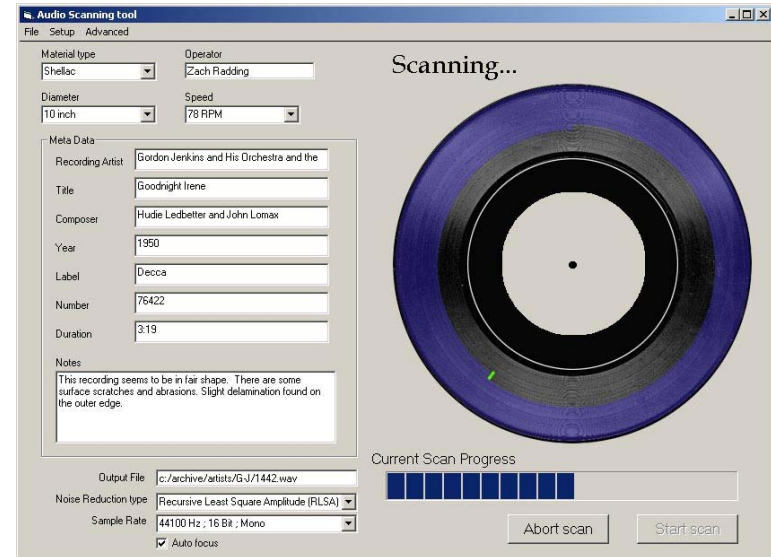 Audio Scanning tool
File Setup Advanced
Material type
Shellac
Operator
Zach Radding
Diameter
10 inch
Speed
78 RPM
Meta Data
Recording Artist
Gordon Jenkins and His Orchestra and the
Title
Goodnight Irene
Composer
Hudie Ledbetter and John Lomax
Year
1950
Label
Decca
Number
76422
Duration
3:19
Notes
This recording seems to be in fair shape. There are some
surface scratches and abrasions. Slight delamination found on
the outer edge.
Output File
c:/archive/artists/G-J/1442.wav
Noise Reduction type
Recursive Least Square Amplitude (RLSA)
Sample Rate
44100 Hz ; 16 Bit ; Mono
Auto focus
Scanning...
Current Scan Progress
Abort scan
Start scan